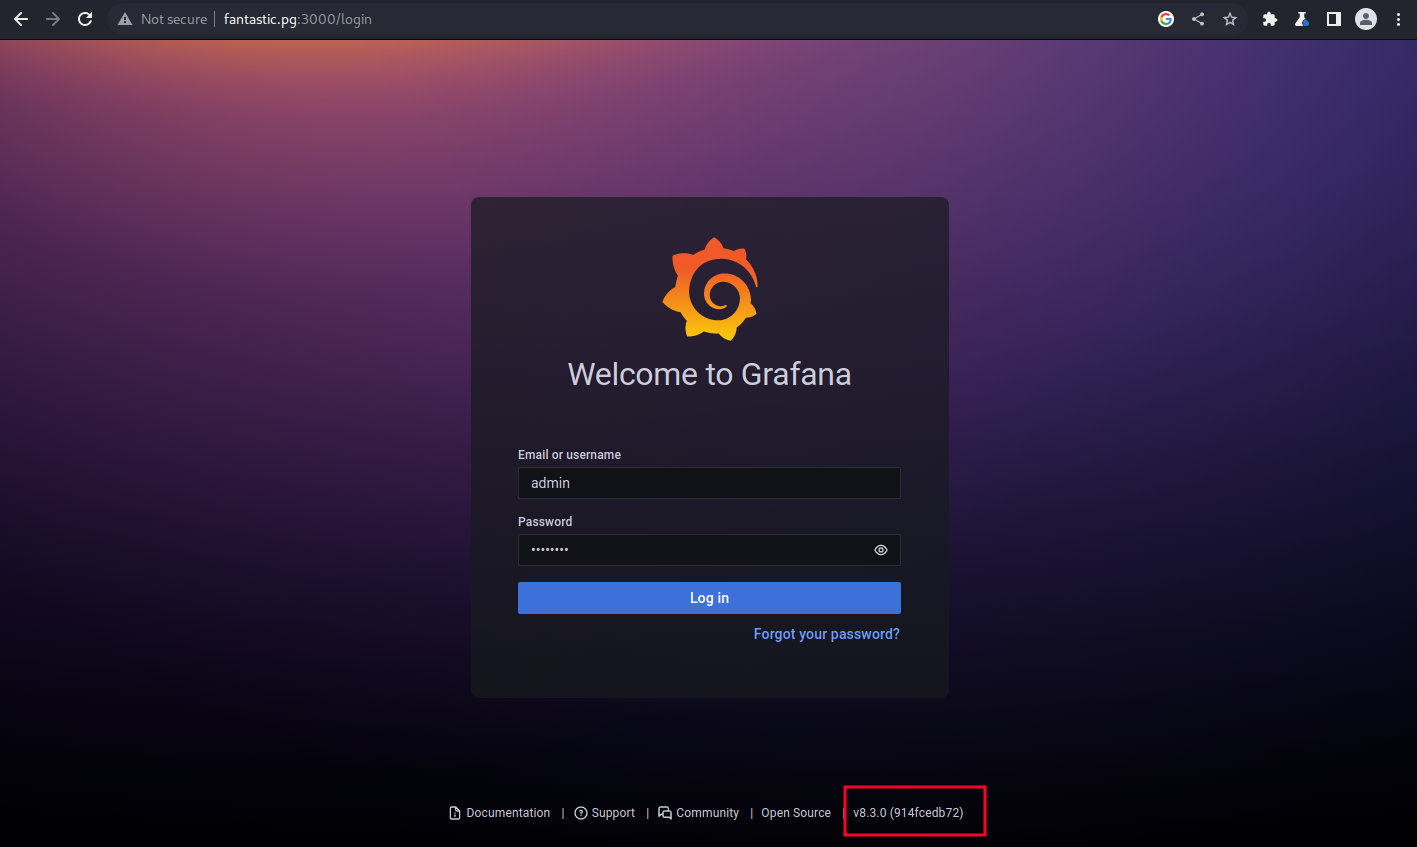 Not secure | fantastic.pg:3000/login
Welcome to Grafana
Email or username
admin
Password
••••••••
Log in
Forgot your password?
Documentation | Support | Community | Open Source | v8.3.0 (914fcedb72)